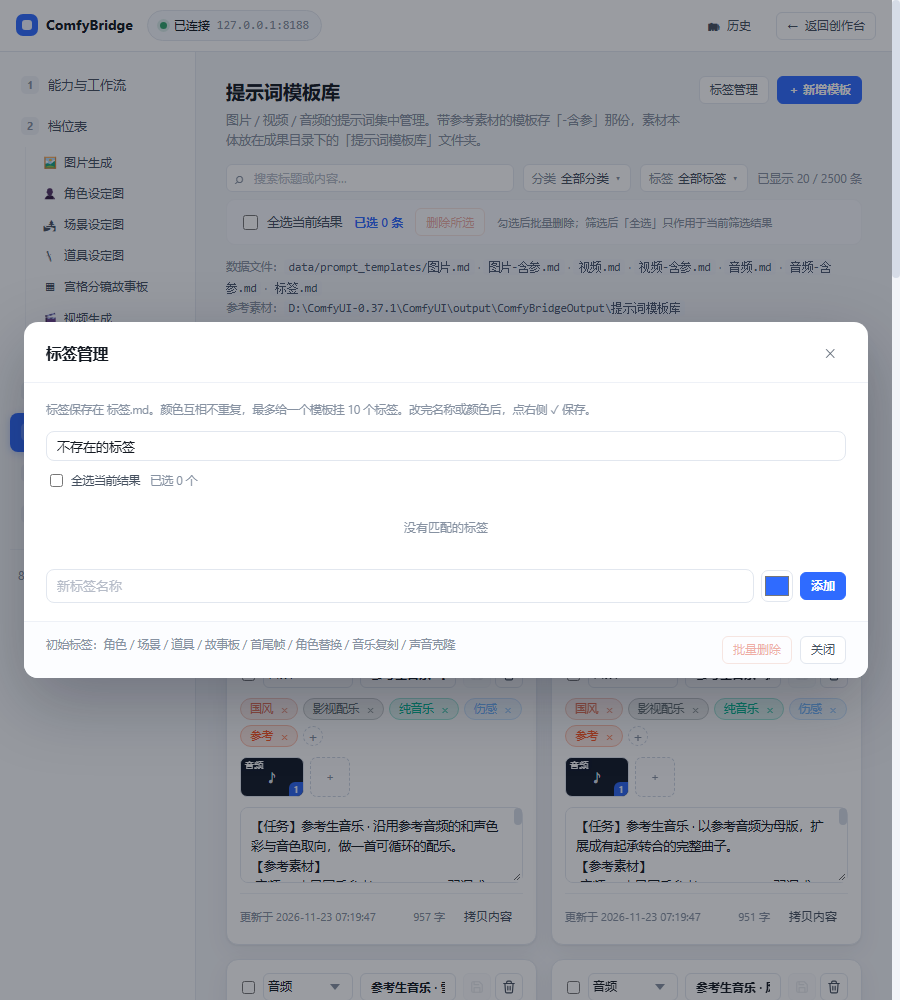 ComfyBridge
已连接 127.0.0.1:8188
历史
← 返回创作台
1 能力与工作流
2 档位表
图片生成
角色设定图
场景设定图
道具设定图
宫格分镜故事板
视频生成
8
提示词模板库
标签管理
+ 新增模板
图片 / 视频 / 音频的提示词集中管理。带参考素材的模板存「-含参」那份，素材本
体放在成果目录下的「提示词模板库」文件夹。
搜索标题或内容...
分类 全部分类
标签 全部标签
已显示 20 / 2500 条
全选当前结果 已选 0 条 删除所选 勾选后批量删除；筛选后「全选」只作用于当前筛选结果
数据文件: data/prompt_templates/图片.md · 图片-含参.md · 视频.md · 视频-含参.md · 音频.md · 音频-含
参.md · 标签.md
参考素材: D:\ComfyUI-0.37.1\ComfyUI\output\ComfyBridgeOutput\提示词模板库
标签管理
×
标签保存在 标签.md。颜色互相不重复，最多给一个模板挂 10 个标签。改完名称或颜色后，点右侧 ✓ 保存。
不存在的标签
全选当前结果 已选 0 个
没有匹配的标签
新标签名称
添加
初始标签：角色 / 场景 / 道具 / 故事板 / 首尾帧 / 角色替换 / 音乐复刻 / 声音克隆
批量删除
关闭
国风 × 影视配乐 × 纯音乐 × 伤感 ×
参考 × +
音频
1
+
【任务】参考生音乐 · 沿用参考音频的和声色
彩与音色取向，做一首可循环的配乐。
【参考素材】
更新于 2026-11-23 07:19:47 957 字 拷贝内容
国风 × 影视配乐 × 纯音乐 × 伤感 ×
参考 × +
音频
1
+
【任务】参考生音乐 · 以参考音频为母版，扩
展成有起承转合的完整曲子。
【参考素材】
更新于 2026-11-23 07:19:47 951 字 拷贝内容
音频 参考生音乐 ·
音频 参考生音乐 ·